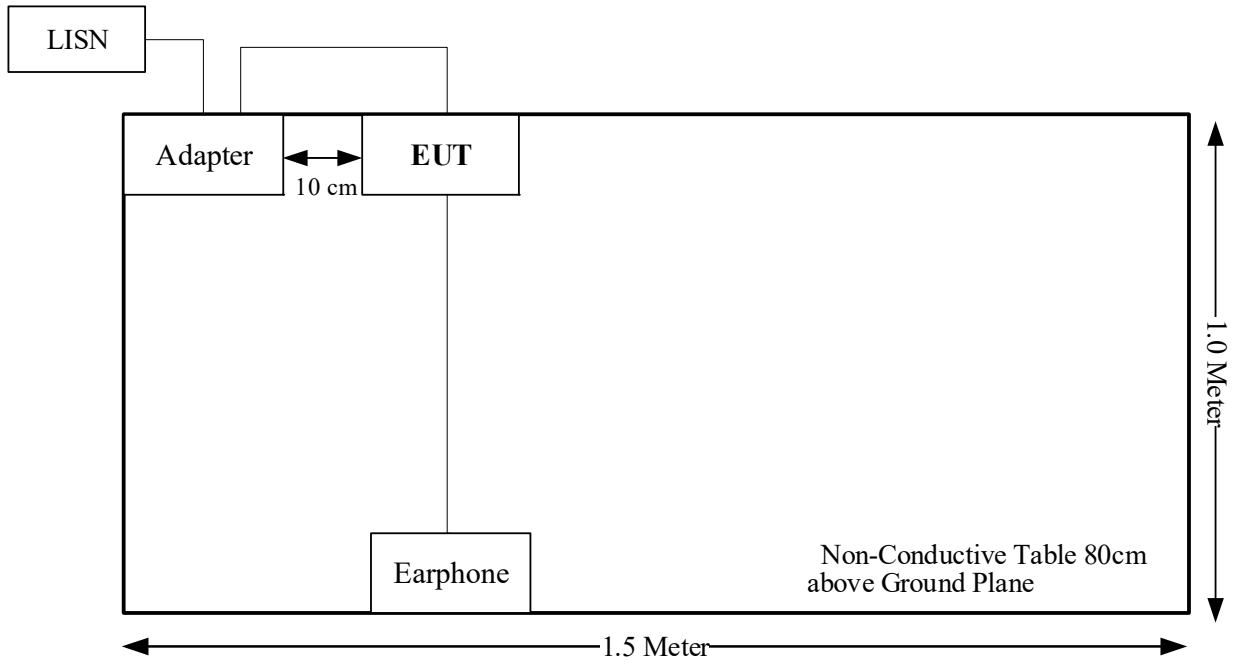 LISN
Adapter
EUT
10 cm
1.0 Meter
Earphone
Non-Conductive Table 80cm
above Ground Plane
1.5 Meter